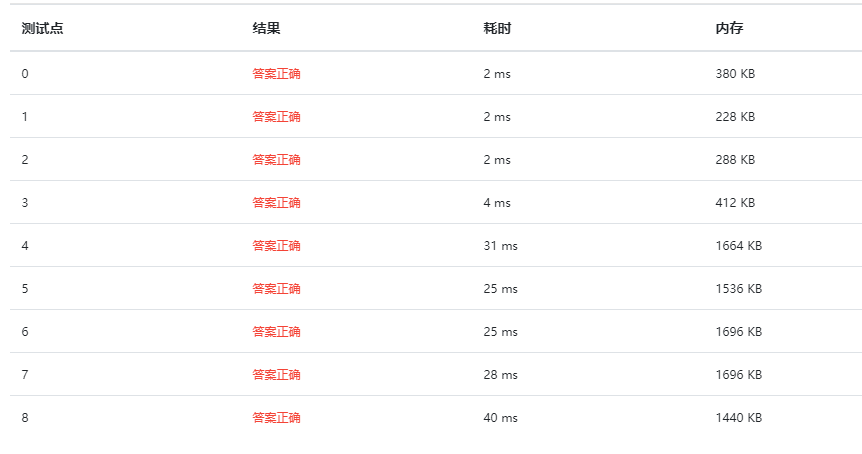 测试点 结果 耗时 内存
0 答案正确 2 ms 380 KB
1 答案正确 2 ms 228 KB
2 答案正确 2 ms 288 KB
3 答案正确 4 ms 412 KB
4 答案正确 31 ms 1664 KB
5 答案正确 25 ms 1536 KB
6 答案正确 25 ms 1696 KB
7 答案正确 28 ms 1696 KB
8 答案正确 40 ms 1440 KB